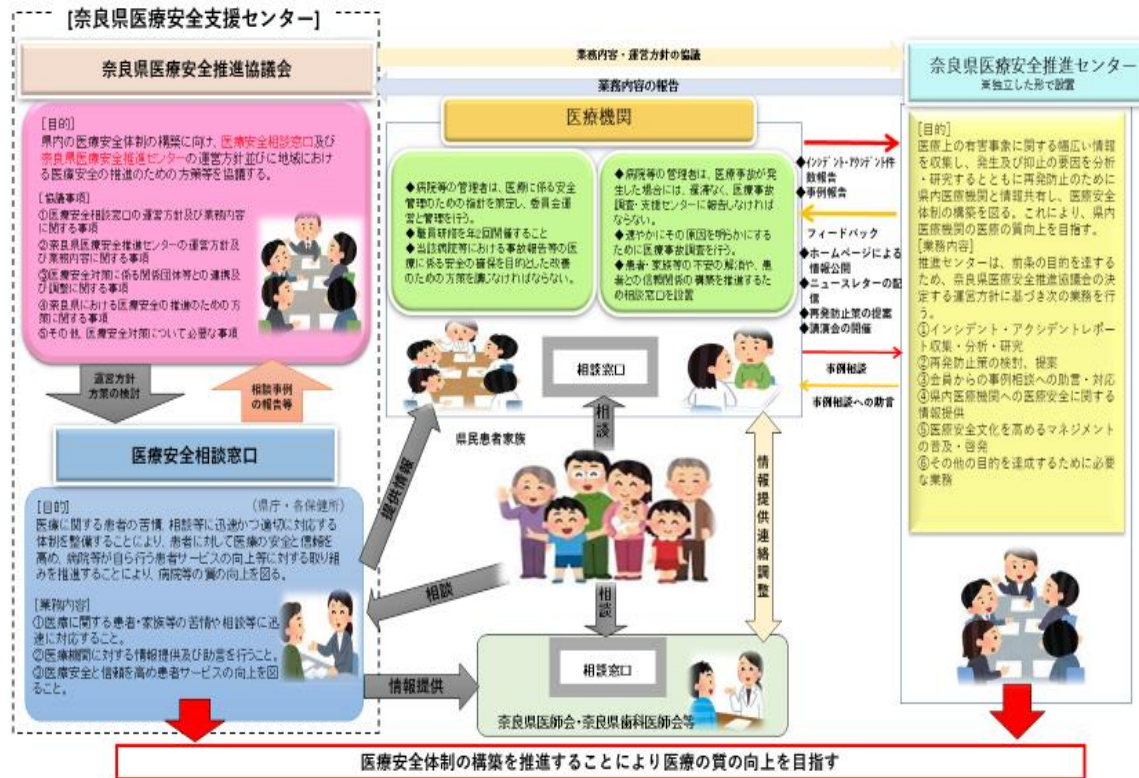 [奈良県医療安全支援センター]
奈良県医療安全推進協議会
[目的]
県内の医療安全体制の構築に向け、医療安全相談窓口及び
奈良県医療安全推進センターの運営方針並びに地域におけ
る医療安全の推進のための方策等を協議する。
[協議事項]
①医療安全相談窓口の運営方針及び業務内容
に関する事項
②奈良県医療安全推進センターの運営方針及
び業務内容に関する事項
③医療安全対策に係る関係団体等との連携及
び調整に関する事項
④奈良県における医療安全の推進のための方
策に関する事項
⑤その他、医療安全対策について必要な事項
運営方針
方策の検討
相談事例
の報告等
医療安全相談窓口
[目的] (県庁・各保健所)
医療に関する患者の苦情、相談等に迅速かつ適切に対応する
体制を整備することにより、患者に対して医療の安全と信頼を
高め、病院等が自ら行う患者サービスの向上等に対する取り組
みを推進することにより、病院等の質の向上を図る。
[業務内容]
①医療に関する患者・家族等の苦情や相談等に迅
速に対応すること。
②医療機関に対する情報提供及び助言を行うこと。
③医療安全と信頼を高め患者サービスの向上を図
ること。
業務内容・運営方針の協議
業務内容の報告
医療機関
◆病院等の管理者は、医療に係る安全
管理のための指針を策定し、委員会運
営と管理を行う。
◆職員研修を年2回開催すること
◆当該病院等における事故報告等の医
療に係る安全の確保を目的とした改善
のための方策を講じなければならない。
◆病院等の管理者は、医療事故が発
生した場合には、遅滞なく、医療事故
調査・支援センターに報告しなければ
ならない。
◆速やかにその原因を明らかにする
ために医療事故調査を行う。
◆患者・家族等の不安の解消や、患
者との信頼関係の構築を推進するため
相談窓口を設置
相談窓口
相談
県民患者家族
提供情報
相談
相談
情報提供
情報提供連絡調整
相談窓口
奈良県医師会・奈良県歯科医師会等
◆インシデント・アクシデント件
数報告
◆事例報告
フィードバック
◆ホームページによる
情報公開
◆ニュースレターの配
信
◆再発防止策の提案
◆講演会の開催
事例相談
事例相談への助言
奈良県医療安全推進センター
※独立した形で設置
[目的]
医療上の有害事象に関する幅広い情報
を収集し、発生及び抑止の要因を分析
・研究するとともに再発防止のために
県内医療機関と情報共有し、医療安全
体制の構築を図る。これにより、県内
医療機関の医療の質向上を目指す。
[業務内容]
推進センターは、前条の目的を達する
ため、奈良県医療安全推進協議会の決
定する運営方針に基づき次の業務を行
う。
①インシデント・アクシデントレポー
ト収集・分析・研究
②再発防止策の検討、提案
③会員からの事例相談への助言・対応
④県内医療機関への医療安全に関する
情報提供
⑤医療安全文化を高めるマネジメント
の普及・啓発
⑥その他の目的を達成するために必要
な業務
医療安全体制の構築を推進することにより医療の質の向上を目指す